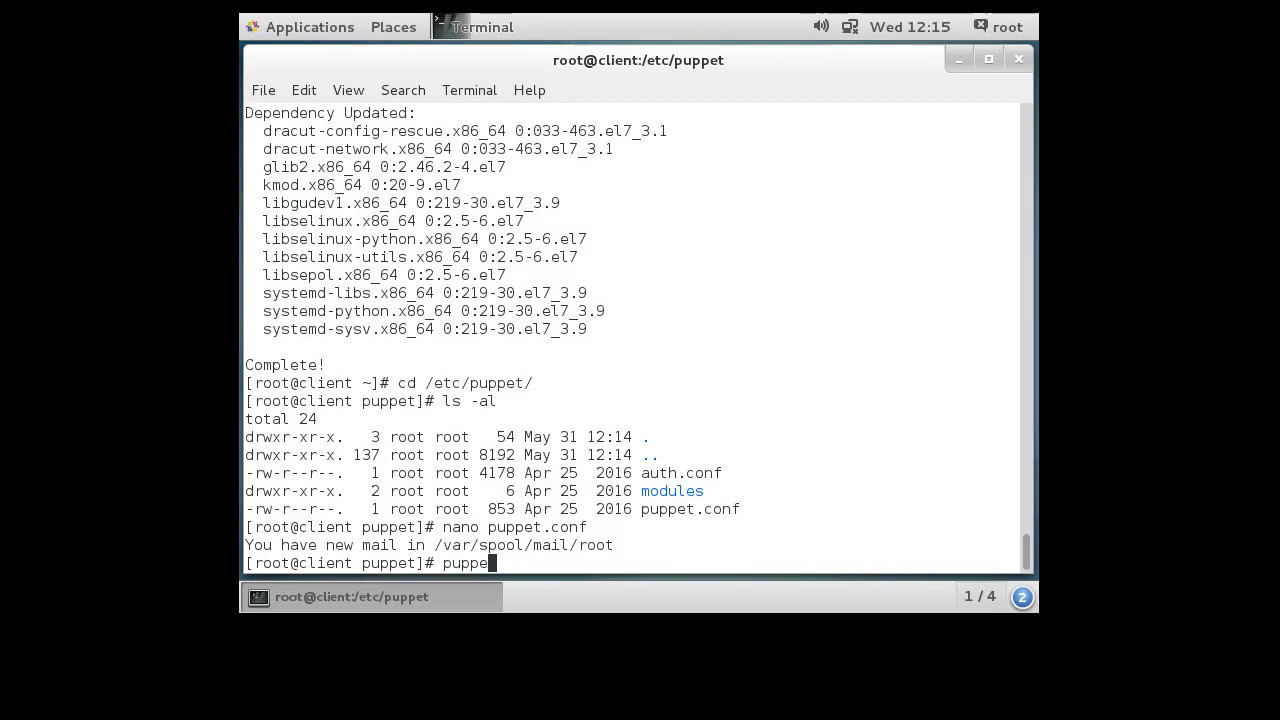 Applications Places Terminal Wed 12:15 root
root@client:/etc/puppet
File Edit View Search Terminal Help
Dependency Updated:
dracut-config-rescue.x86_64 0:033-463.el7_3.1
dracut-network.x86_64 0:033-463.el7_3.1
glib2.x86_64 0:2.46.2-4.el7
kmod.x86_64 0:20-9.el7
libgudev1.x86_64 0:219-30.el7_3.9
libselinux.x86_64 0:2.5-6.el7
libselinux-python.x86_64 0:2.5-6.el7
libselinux-utils.x86_64 0:2.5-6.el7
libsepol.x86_64 0:2.5-6.el7
systemd-libs.x86_64 0:219-30.el7_3.9
systemd-python.x86_64 0:219-30.el7_3.9
systemd-sysv.x86_64 0:219-30.el7_3.9
Complete!
[root@client ~]# cd /etc/puppet/
[root@client puppet]# ls -al
total 24
drwxr-xr-x. 3 root root 54 May 31 12:14 .
drwxr-xr-x. 137 root root 8192 May 31 12:14 ..
-rw-r--r--. 1 root root 4178 Apr 25 2016 auth.conf
drwxr-xr-x. 2 root root 6 Apr 25 2016 modules
-rw-r--r--. 1 root root 853 Apr 25 2016 puppet.conf
[root@client puppet]# nano puppet.conf
You have new mail in /var/spool/mail/root
[root@client puppet]# puppe
root@client:/etc/puppet 1 / 4 2